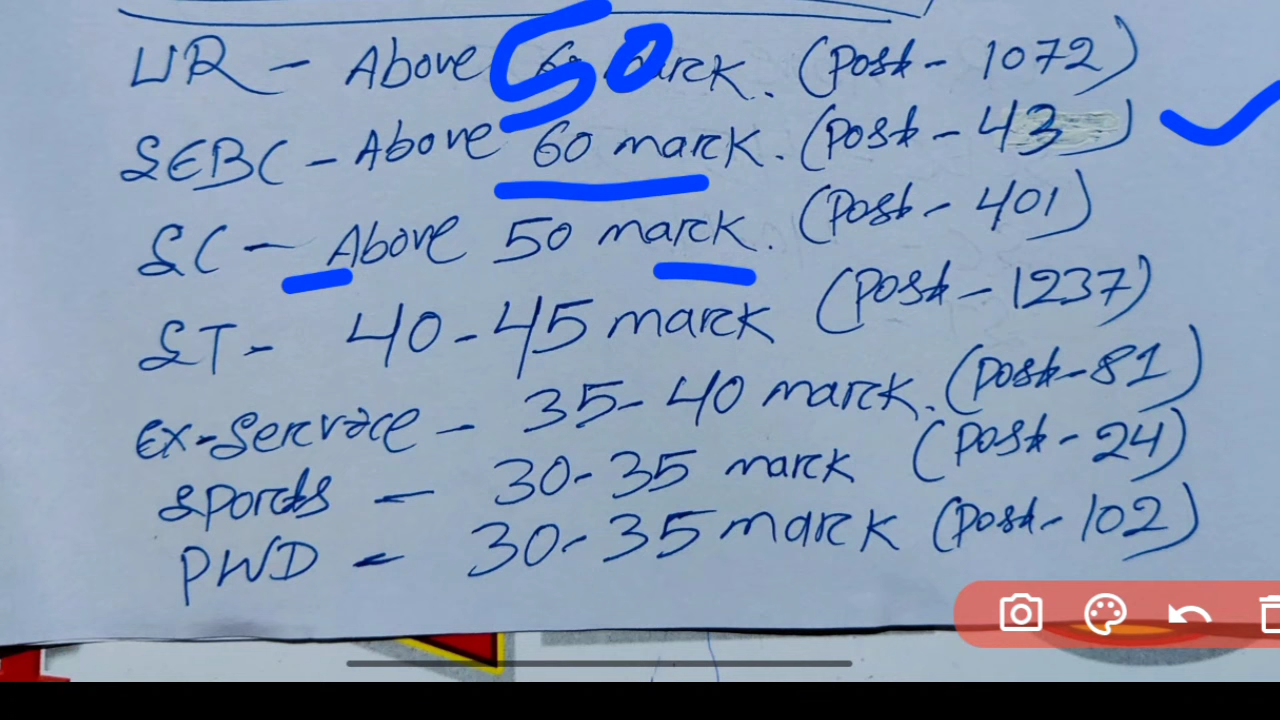 UR - Above 50 mark. (Post - 1072)
SEBC - Above 60 mark. (Post - 43)
SC - Above 50 mark. (Post - 401)
ST - 40-45 mark (Post - 1237)
Ex-Service - 35-40 mark. (Post-81)
Sports - 30-35 mark (Post - 24)
PWD - 30-35 mark (Post - 102)